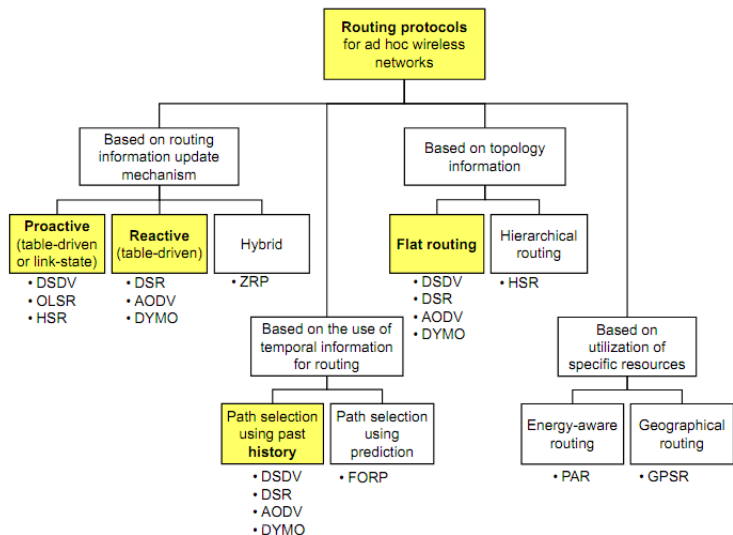 Routing protocols
for ad hoc wireless
networks
Based on routing
information update
mechanism
Based on topology
information
Proactive
(table-driven
or link-state)
• DSDV
• OLSR
• HSR
Reactive
(table-driven)
• DSR
• AODV
• DYMO
Hybrid
• ZRP
Flat routing
• DSDV
• DSR
• AODV
• DYMO
Hierarchical
routing
• HSR
Based on the use of
temporal information
for routing
Based on
utilization of
specific resources
Path selection
using past
history
• DSDV
• DSR
• AODV
• DYMO
Path selection
using
prediction
• FORP
Energy-aware
routing
• PAR
Geographical
routing
• GPSR